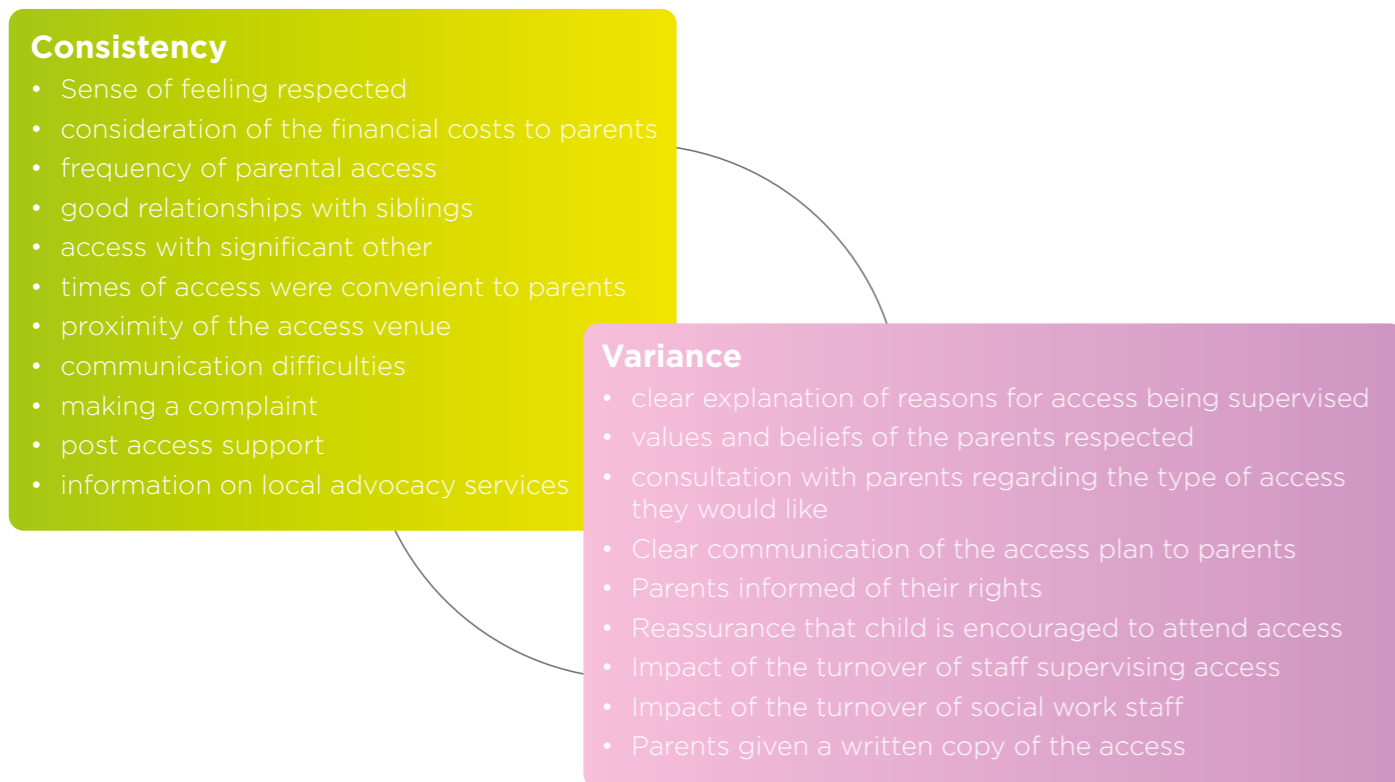 Consistency
• Sense of feeling respected
• consideration of the financial costs to parents
• frequency of parental access
• good relationships with siblings
• access with significant other
• times of access were convenient to parents
• proximity of the access venue
• communication difficulties
• making a complaint
• post access support
• information on local advocacy services
Variance
• clear explanation of reasons for access being supervised
• values and beliefs of the parents respected
• consultation with parents regarding the type of access
they would like
• Clear communication of the access plan to parents
• Parents informed of their rights
• Reassurance that child is encouraged to attend access
• Impact of the turnover of staff supervising access
• Impact of the turnover of social work staff
• Parents given a written copy of the access